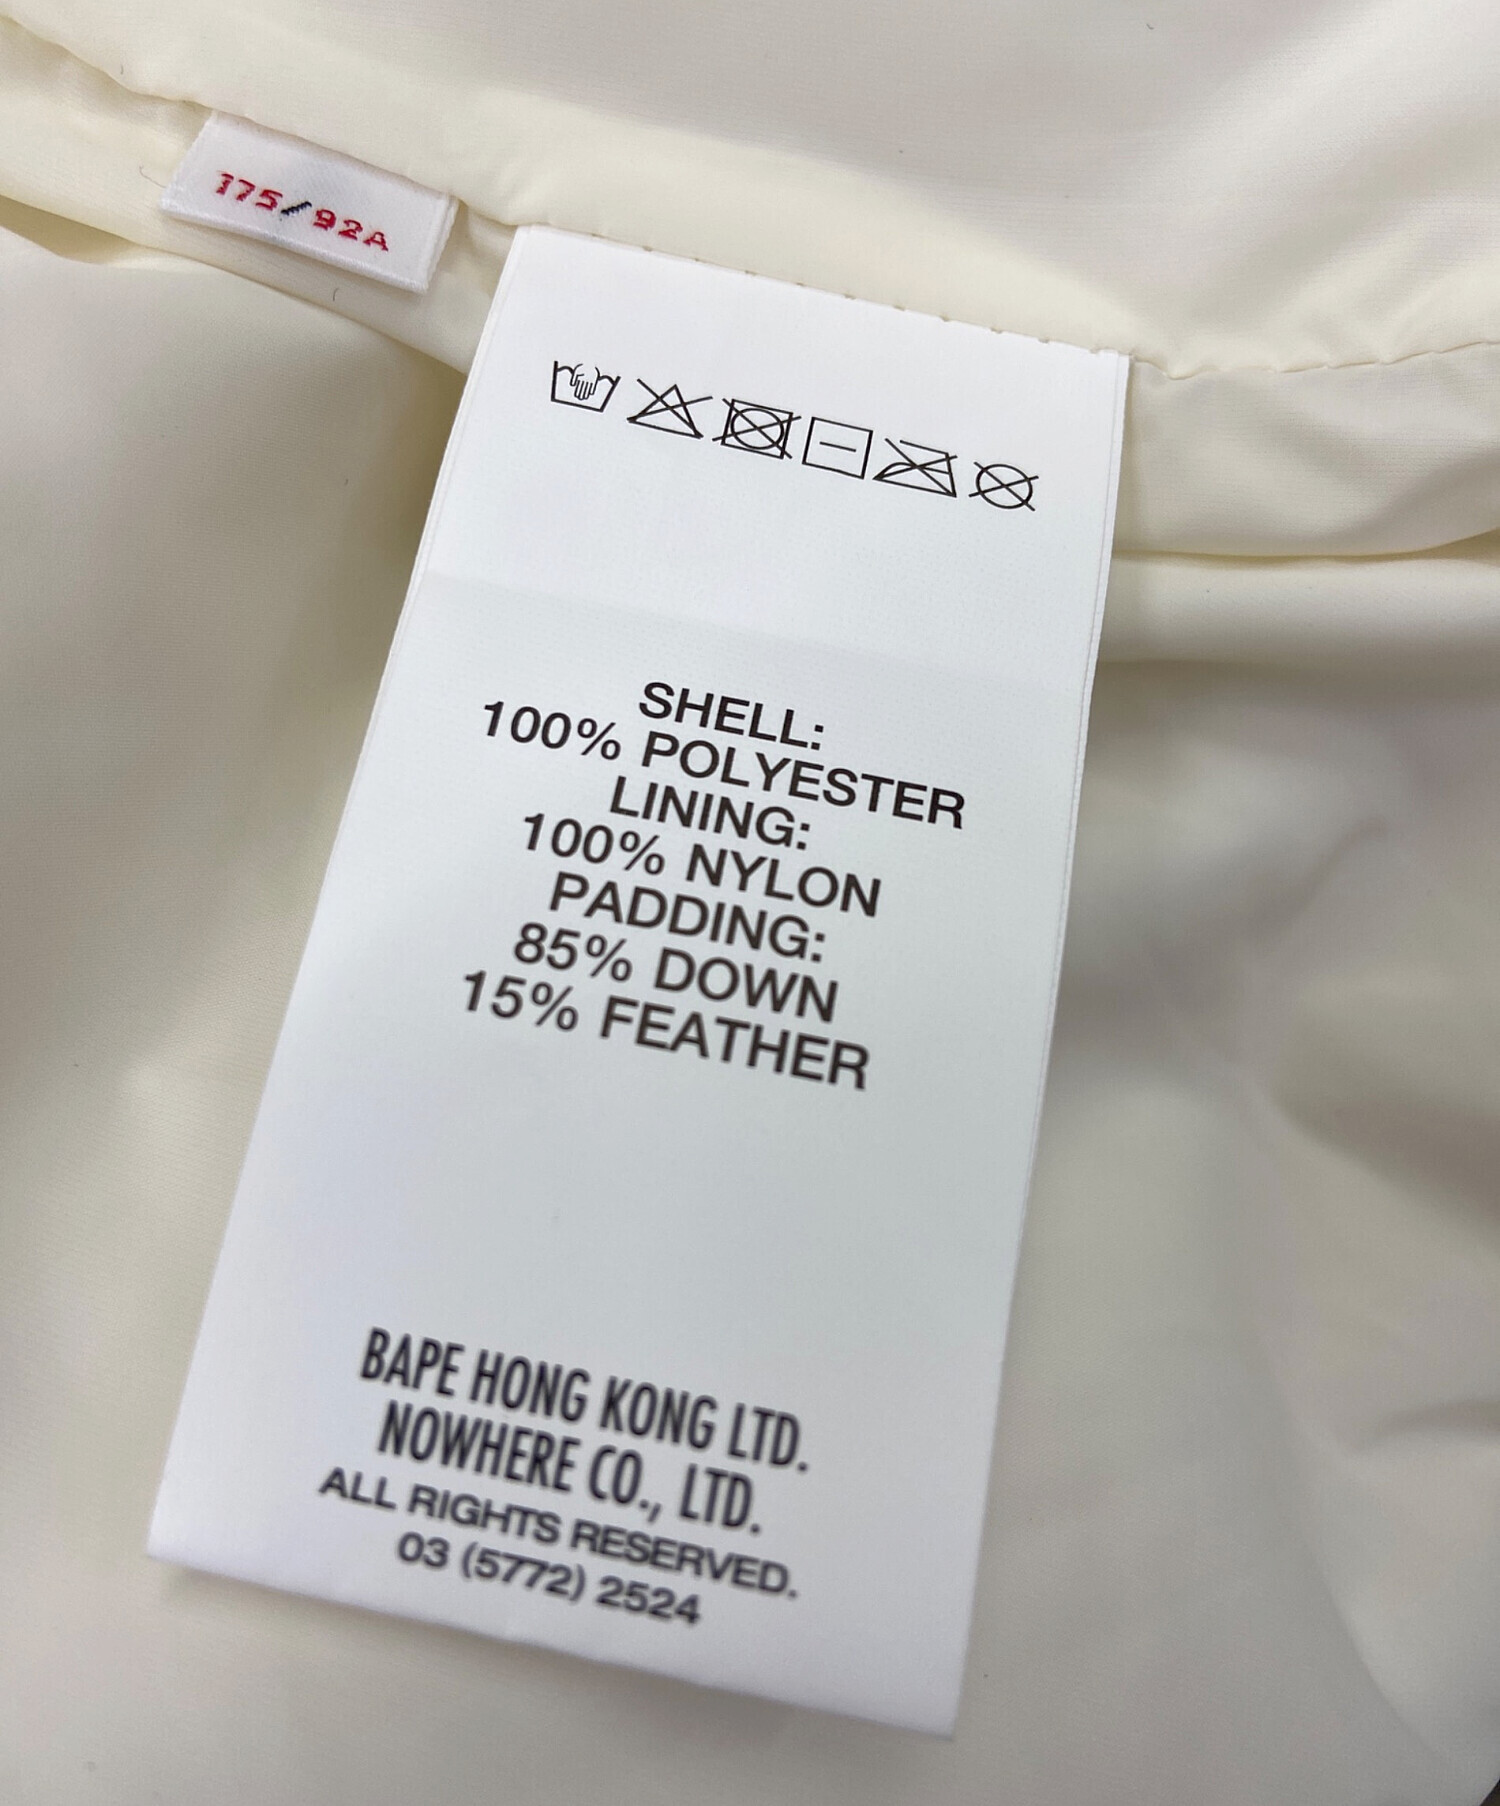 175/92A
SHELL:
100% POLYESTER
LINING:
100% NYLON
PADDING:
85% DOWN
15% FEATHER
BAPE HONG KONG LTD.
NOWHERE CO., LTD.
ALL RIGHTS RESERVED.
03 (5772) 2524